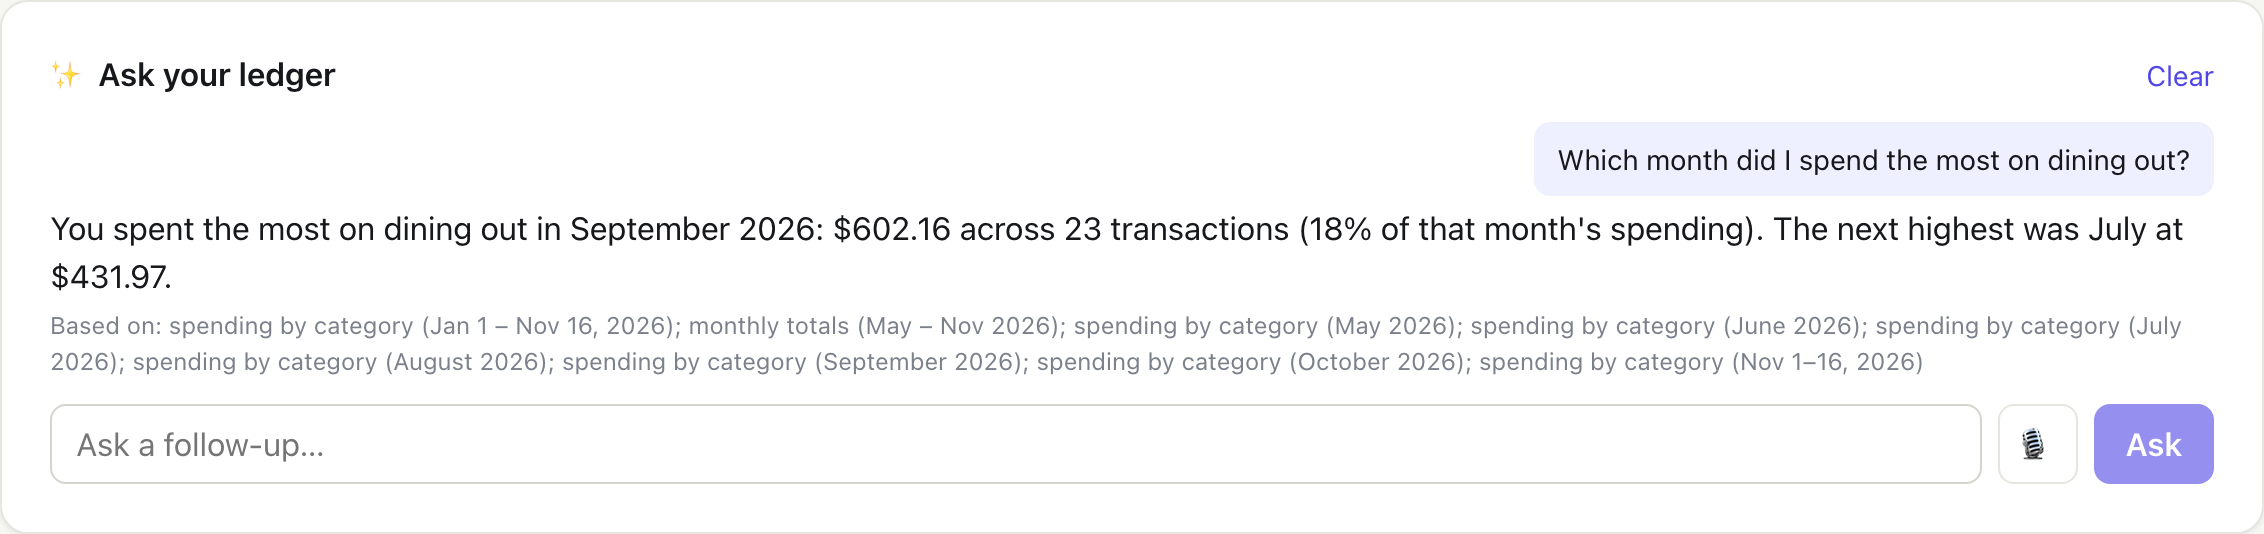 Ask your ledger
Clear
Which month did I spend the most on dining out?
You spent the most on dining out in September 2026: $602.16 across 23 transactions (18% of that month's spending). The next highest was July at
$431.97.
Based on: spending by category (Jan 1 – Nov 16, 2026); monthly totals (May – Nov 2026); spending by category (May 2026); spending by category (June 2026); spending by category (July
2026); spending by category (August 2026); spending by category (September 2026); spending by category (October 2026); spending by category (Nov 1–16, 2026)
Ask a follow-up...
Ask